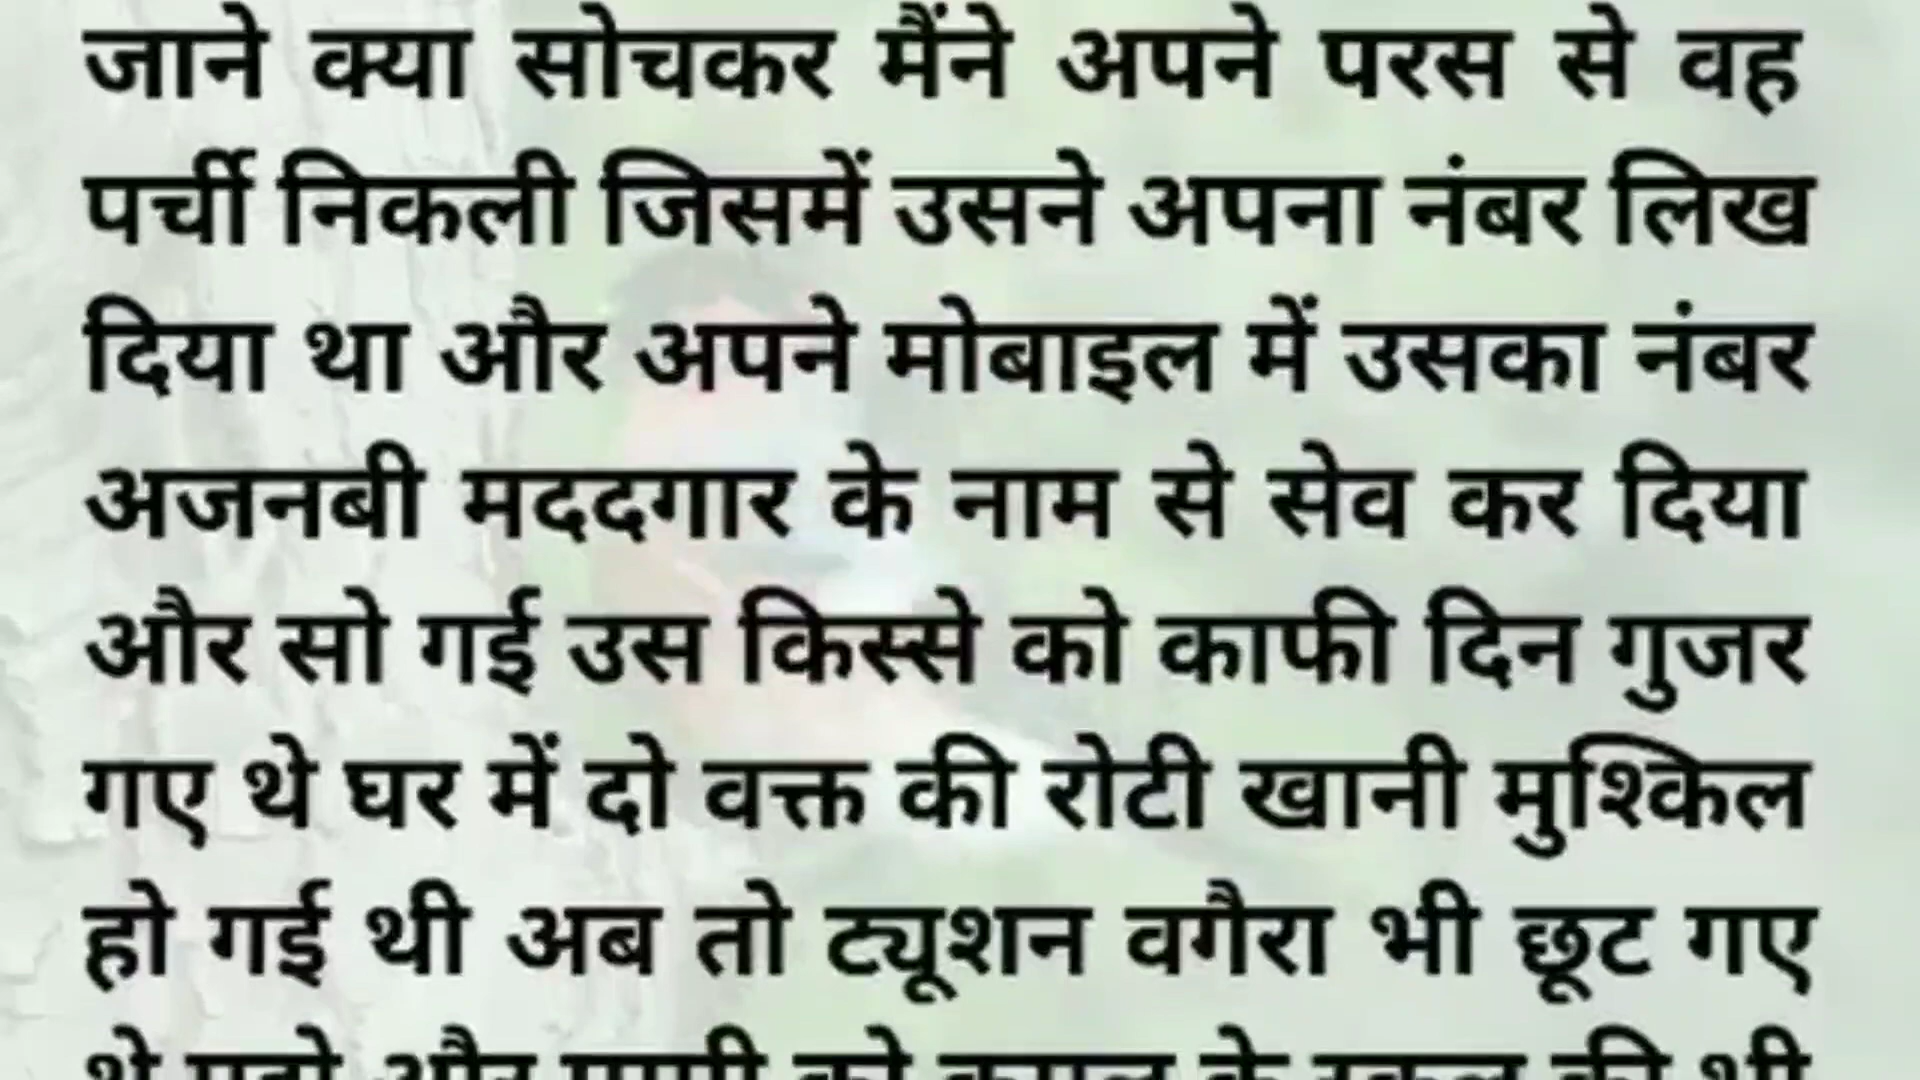 जाने क्या सोचकर मैंने अपने परस से वह
पर्ची निकली जिसमें उसने अपना नंबर लिख
दिया था और अपने मोबाइल में उसका नंबर
अजनबी मददगार के नाम से सेव कर दिया
और सो गई उस किस्से को काफी दिन गुजर
गए थे घर में दो वक्त की रोटी खानी मुश्किल
हो गई थी अब तो ट्यूशन वगैरा भी छूट गए
थे और को के की भी